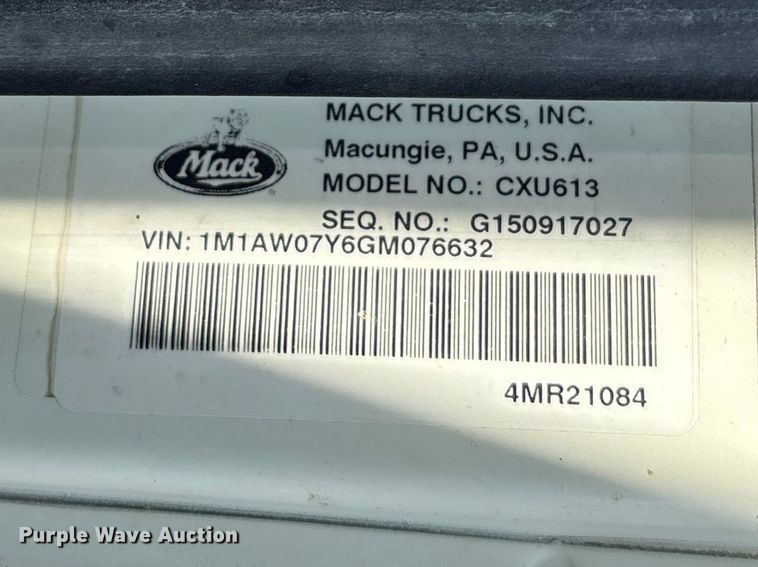 MACK TRUCKS, INC.
Mack
Macungie, PA, U.S.A.
MODEL NO.: CXU613
SEQ. NO.: G150917027
VIN: 1M1AW07Y6GM076632
4MR21084
Purple Wave Auction